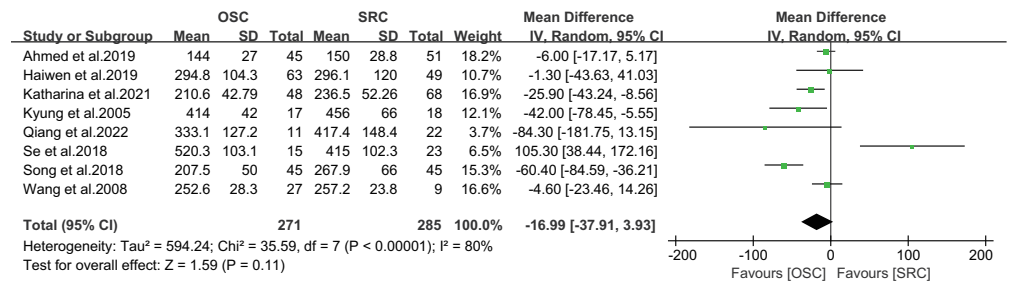 OSC SRC Mean Difference Mean Difference
Study or Subgroup Mean SD Total Mean SD Total Weight IV, Random, 95% CI IV, Random, 95% CI
Ahmed et al.2019 144 27 45 150 28.8 51 18.2% -6.00 [-17.17, 5.17]
Haiwen et al.2019 294.8 104.3 63 296.1 120 49 10.7% -1.30 [-43.63, 41.03]
Katharina et al.2021 210.6 42.79 48 236.5 52.26 68 16.9% -25.90 [-43.24, -8.56]
Kyung et al.2005 414 42 17 456 66 18 12.1% -42.00 [-78.45, -5.55]
Qiang et al.2022 333.1 127.2 11 417.4 148.4 22 3.7% -84.30 [-181.75, 13.15]
Se et al.2018 520.3 103.1 15 415 102.3 23 6.5% 105.30 [38.44, 172.16]
Song et al.2018 207.5 50 45 267.9 66 45 15.3% -60.40 [-84.59, -36.21]
Wang et al.2008 252.6 28.3 27 257.2 23.8 9 16.6% -4.60 [-23.46, 14.26]
Total (95% CI) 271 285 100.0% -16.99 [-37.91, 3.93]
Heterogeneity: Tau² = 594.24; Chi² = 35.59, df = 7 (P < 0.00001); I² = 80%
Test for overall effect: Z = 1.59 (P = 0.11)
-200 -100 0 100 200
Favours [OSC] Favours [SRC]